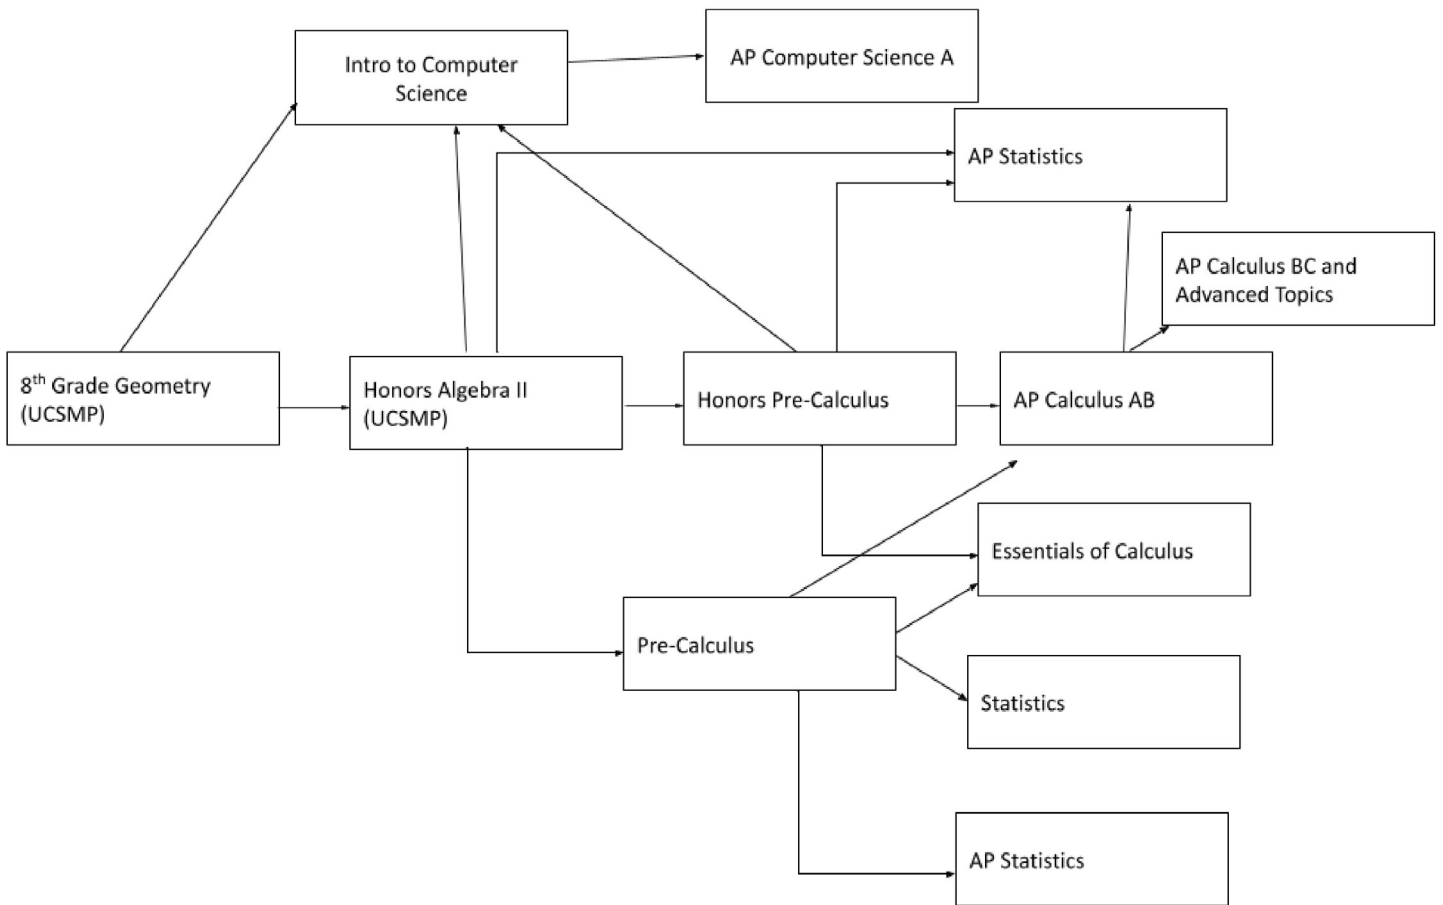 Intro to Computer
Science
AP Computer Science A
AP Statistics
AP Calculus BC and
Advanced Topics
8th Grade Geometry
(UCSMP)
Honors Algebra II
(UCSMP)
Honors Pre-Calculus
AP Calculus AB
Essentials of Calculus
Pre-Calculus
Statistics
AP Statistics